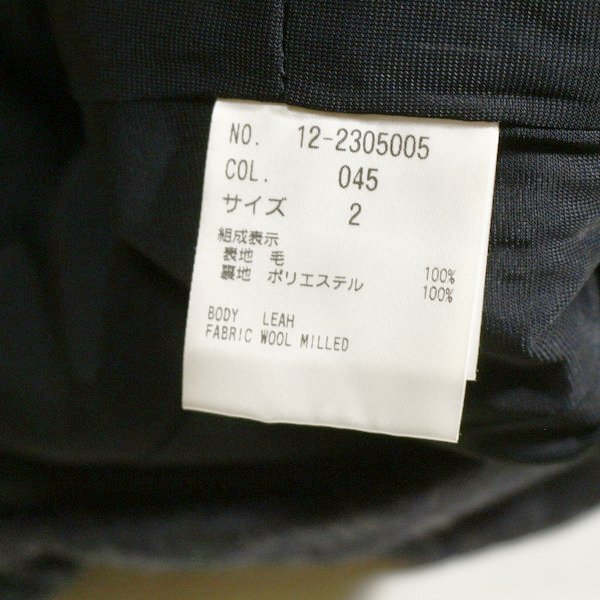 NO. 12-2305005
COL. 045
サイズ 2
組成表示
表地 毛 100%
裏地 ポリエステル 100%
BODY LEAH
FABRIC WOOL MILLED